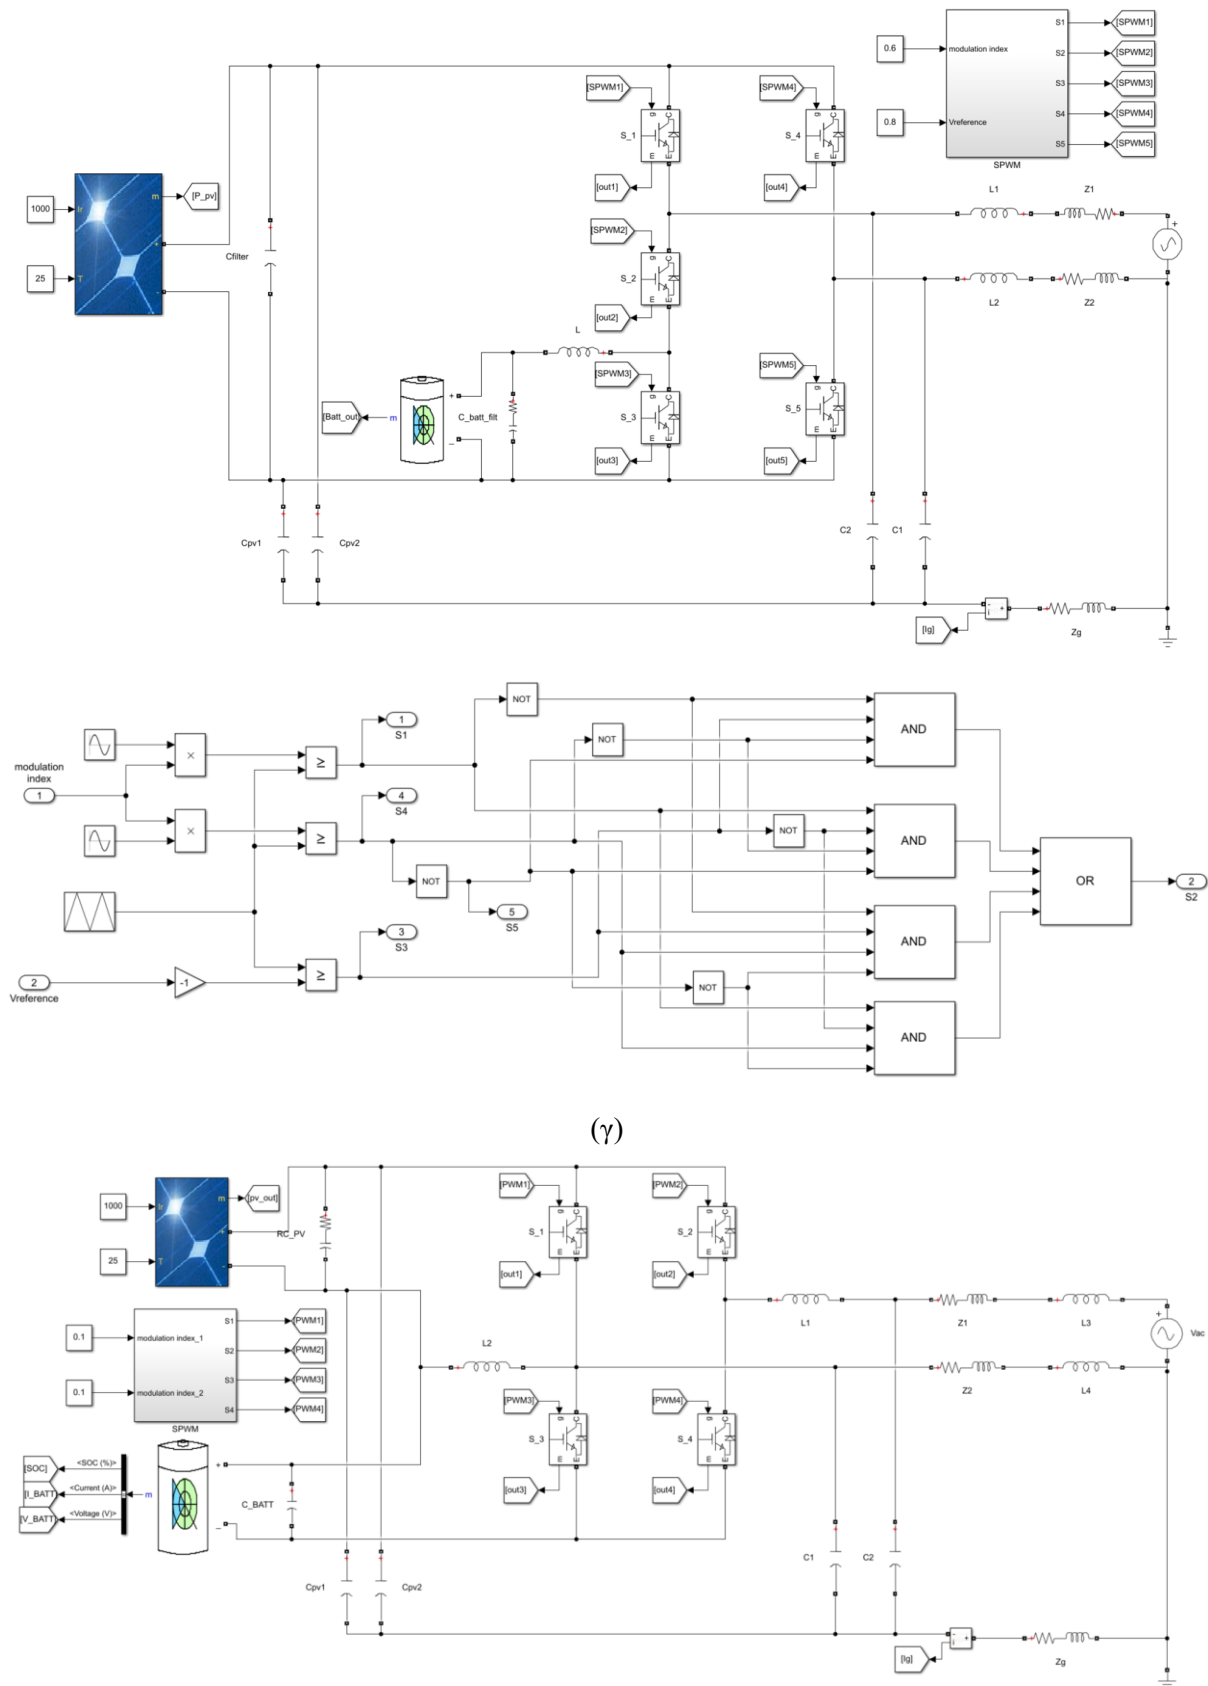 S1
[SPWM1]
0.6
modulation index
S2
[SPWM2]
S3
[SPWM3]
S4
[SPWM4]
0.8
Vreference
S5
[SPWM5]
SPWM
[SPWM1]
g
C
S_1
m
E
[out1]
[SPWM4]
g
C
S_4
m
E
[out4]
1000
Ir
m
[P_pv]
+
25
T
-
Cfilter
L1
Z1
+
L2
Z2
[SPWM2]
g
C
S_2
m
E
[out2]
L
[SPWM3]
g
C
S_3
m
E
[out3]
[SPWM5]
g
C
S_5
m
E
[out5]
[Batt_out]
m
+
_
C_batt_filt
Cpv1
Cpv2
C2
C1
[Ig]
-
i
+
Zg
modulation
index
1
×
×
≥
≥
≥
1
S1
4
S4
NOT
NOT
NOT
NOT
NOT
5
S5
3
S3
2
Vreference
-1
AND
AND
AND
AND
OR
2
S2
(γ)
1000
Ir
m
[pv_out]
+
25
T
-
RC_PV
[PWM1]
g
C
S_1
m
E
[out1]
[PWM2]
g
C
S_2
m
E
[out2]
0.1
modulation index_1
0.1
modulation index_2
S1
[PWM1]
S2
[PWM2]
S3
[PWM3]
S4
[PWM4]
SPWM
L2
L1
Z1
L3
+
Vac
Z2
L4
[PWM3]
g
C
S_3
m
E
[out3]
[PWM4]
g
C
S_4
m
E
[out4]
[SOC]
<SOC (%)>
[I_BATT]
<Current (A)>
[V_BATT]
<Voltage (V)>
m
+
_
C_BATT
Cpv1
Cpv2
C1
C2
[Ig]
-
i
+
Zg